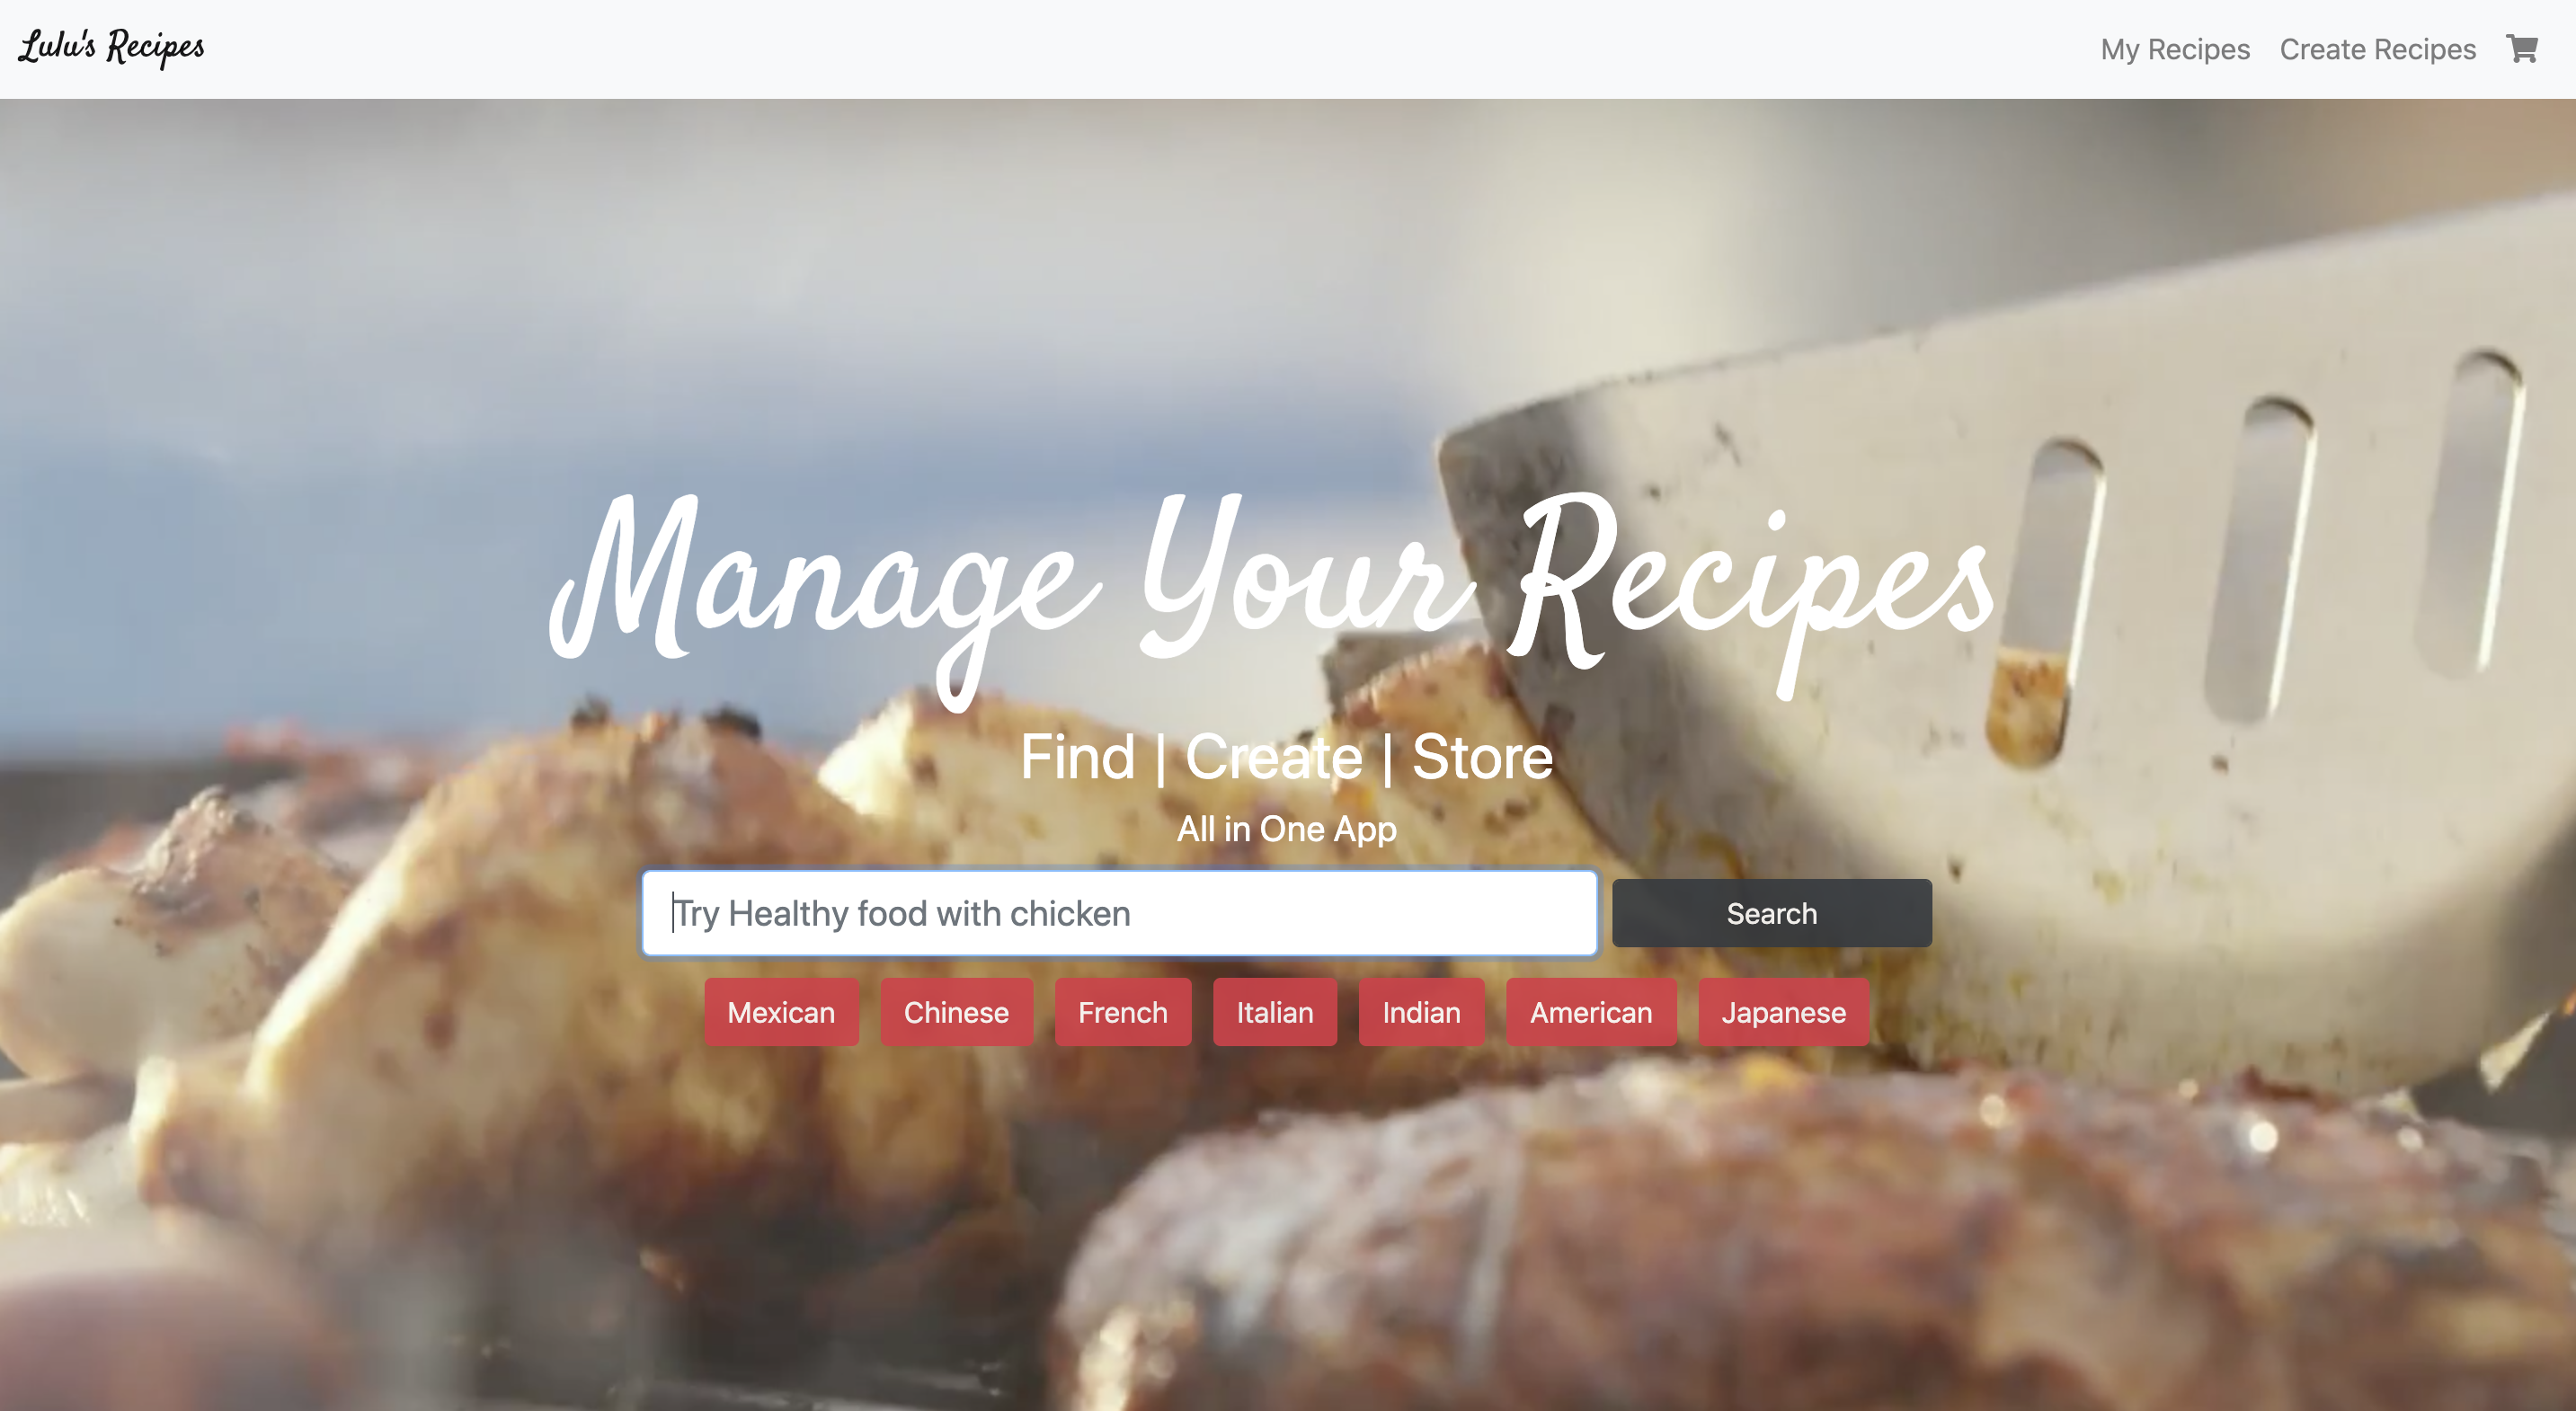 Lulu's Recipes
My Recipes Create Recipes
Manage Your Recipes
Find | Create | Store
All in One App
Try Healthy food with chicken
Search
Mexican Chinese French Italian Indian American Japanese